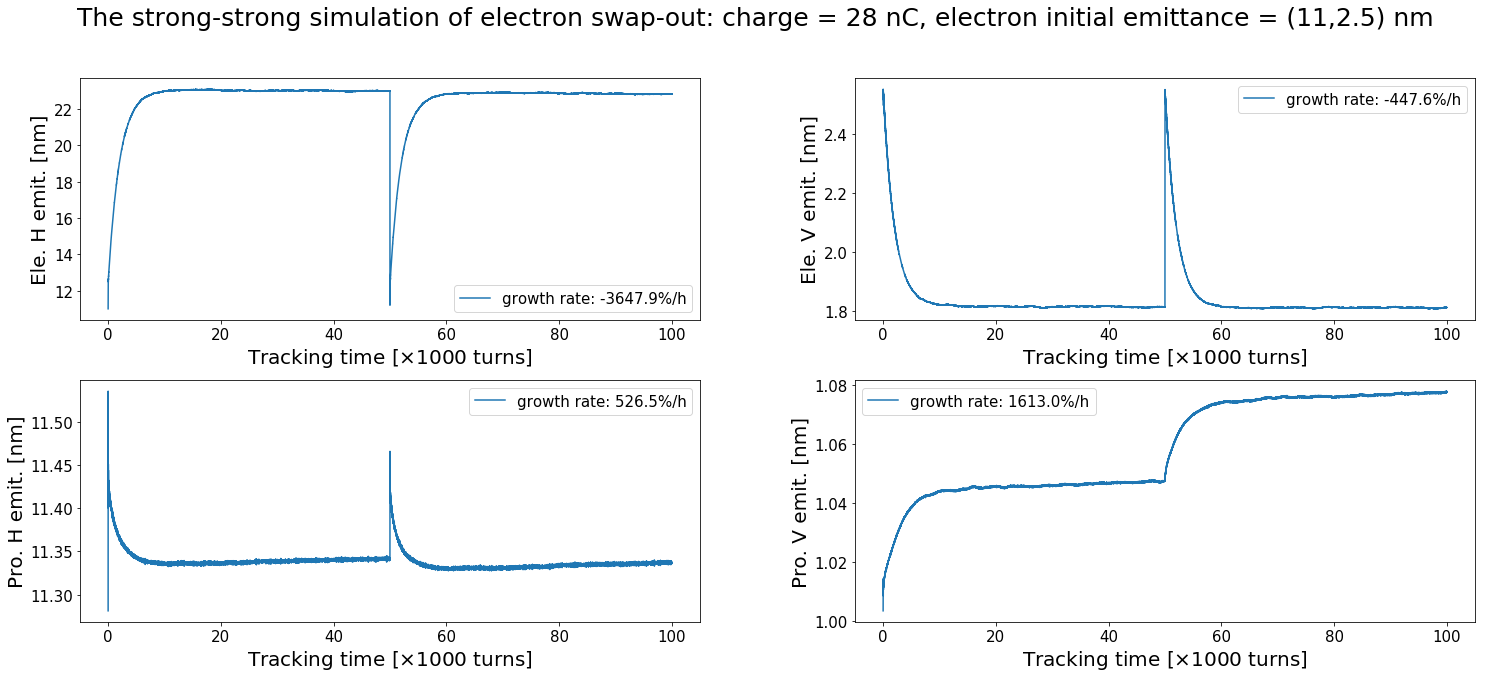 The strong-strong simulation of electron swap-out: charge = 28 nC, electron initial emittance = (11,2.5) nm
Ele. H emit. [nm]
22
20
18
16
14
12
growth rate: -3647.9%/h
0 20 40 60 80 100
Tracking time [×1000 turns]
Ele. V emit. [nm]
2.4
2.2
2.0
1.8
growth rate: -447.6%/h
0 20 40 60 80 100
Tracking time [×1000 turns]
Pro. H emit. [nm]
11.50
11.45
11.40
11.35
11.30
growth rate: 526.5%/h
0 20 40 60 80 100
Tracking time [×1000 turns]
Pro. V emit. [nm]
1.08
1.06
1.04
1.02
1.00
growth rate: 1613.0%/h
0 20 40 60 80 100
Tracking time [×1000 turns]